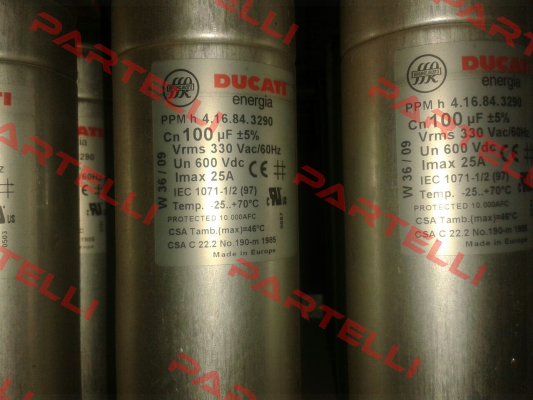 PARTELLI
DUCATI
energia
PPM h 4.16.84.3290
Cn 100 µF ±5%
Vrms 330 Vac/60Hz
Un 600 Vdc
Imax 25A
IEC 1071-1/2 (97)
Temp. -25..+70°C
PROTECTED 10.000AFC
CSA Tamb.(max)=46°C
CSA C 22.2 No.190-m 1985
Made in Europe
W 36 / 09
CE
DUCATI
energia
PPM h 4.16.84.3290
Cn 100 µF ±5%
Vrms 330 Vac/60Hz
Un 600 Vdc
Imax 25A
IEC 1071-1/2 (97)
Temp. -25..+70°C
PROTECTED 10.000AFC
CSA Tamb.(max)=46°C
CSA C 22.2 No.190-m 1985
Made in Europe
W 36 / 09
CE
PARTELLI
PARTELLI
PARTELLI
PARTELLI